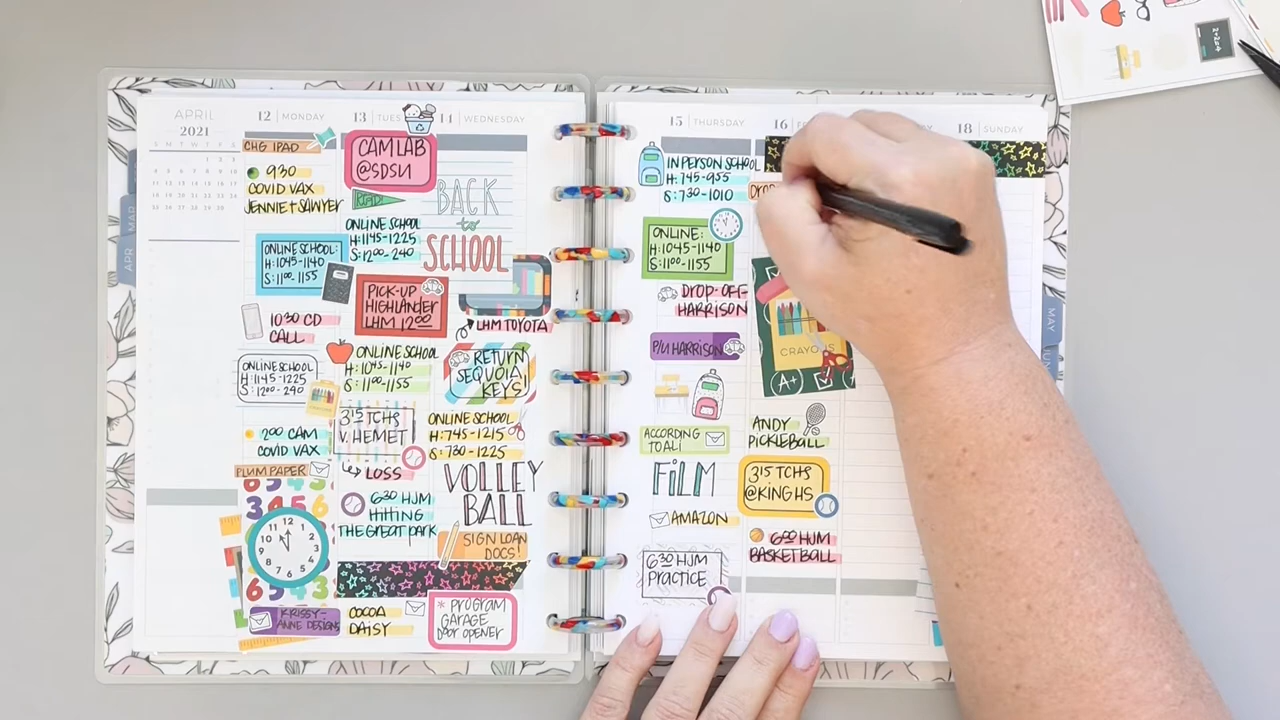 APRIL
2021
12 | MONDAY
CHG IPAD
930
COVID VAX
JENNIE + SAWYER
ONLINE SCHOOL:
H: 1045-1140
S: 1100-1155
1030 CD
CALL
ONLINE SCHOOL
H: 1145-1225
S: 1200-240
200 CAM
COVID VAX
PLUM PAPER
KRISSY-
ANNE DESIGNS
13 | TUES
CAM LAB
@SDSU
ONLINE SCHOOL
H: 1145-1225
S: 1200-240
PICK-UP
HIGHLANDER
LHM 1200
ONLINE SCHOOL
H: 1045-1140
S: 1100-1155
315 TCHS
V. HEMET
LOSS
630 HJM
HITTING
THE GREAT PARK
COCOA
DAISY
14 | WEDNESDAY
BACK
to
SCHOOL
LHM TOYOTA
RETURN
SEQUOIA
KEYS!
ONLINE SCHOOL
H: 745-1215
S: 730-1225
VOLLEY
BALL
SIGN LOAN
DOCS!
* PROGRAM
GARAGE
DOOR OPENER
15 | THURSDAY
IN PERSON SCHOOL
H: 745-955
S: 730-1010
ONLINE:
H: 1045-1140
S: 1100-1155
DROP-OFF
HARRISON
P/U HARRISON
ACCORDING
TO ALI
FILM
AMAZON
630 HJM
PRACTICE
16 | F
DROP
CRAYONS
A+
ANDY
PICKLEBALL
315 TCHS
@KING HS
600 HJM
BASKETBALL
18 | SUNDAY
MAR
APR
MAY